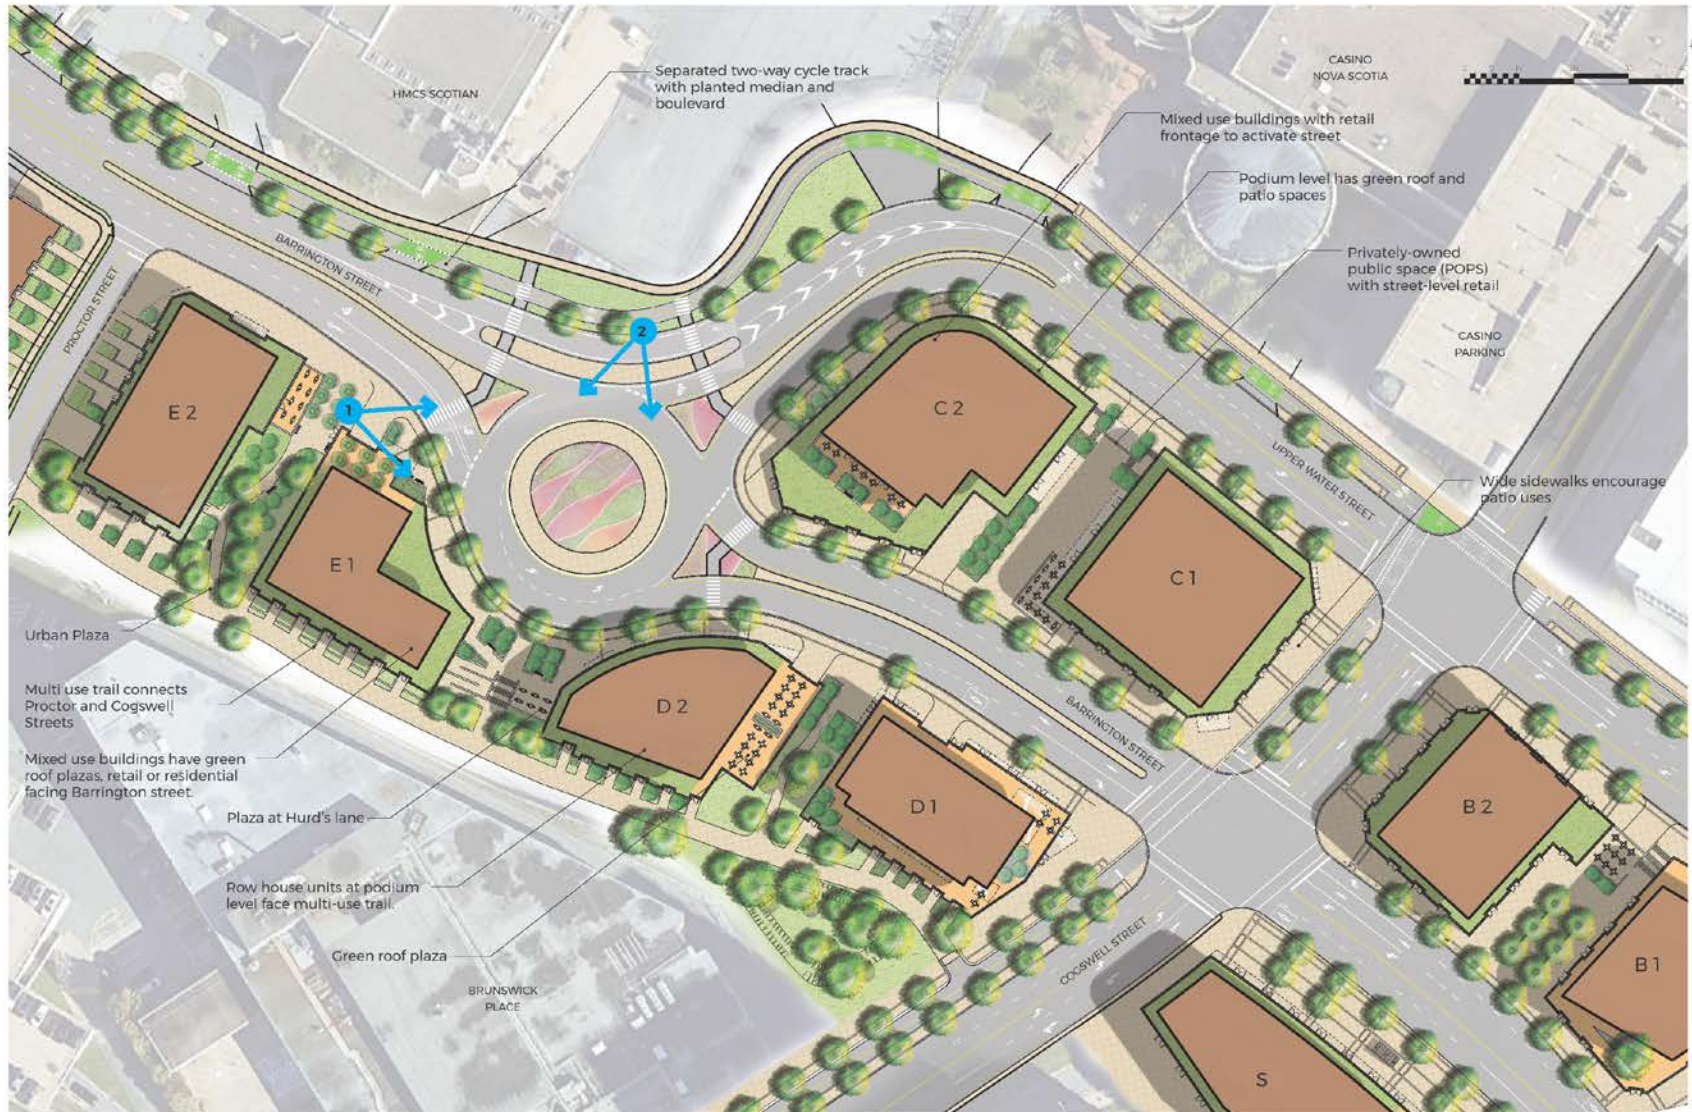 HMCS SCOTIAN
Separated two-way cycle track
with planted median and
boulevard
CASINO
NOVA SCOTIA
Mixed use buildings with retail
frontage to activate street
Podium level has green roof and
patio spaces
Privately-owned
public space (POPS)
with street-level retail
CASINO
PARKING
BARRINGTON STREET
PROCTOR STREET
2
1
E 2
C 2
UPPER WATER STREET
Wide sidewalks encourage
patio uses
E 1
C 1
Urban Plaza
Multi use trail connects
Proctor and Cogswell
Streets
D 2
BARRINGTON STREET
Mixed use buildings have green
roof plazas, retail or residential
facing Barrington street.
Plaza at Hurd's lane
D 1
B 2
Row house units at podium
level face multi-use trail.
Green roof plaza
COGSWELL STREET
BRUNSWICK
PLACE
B 1
S